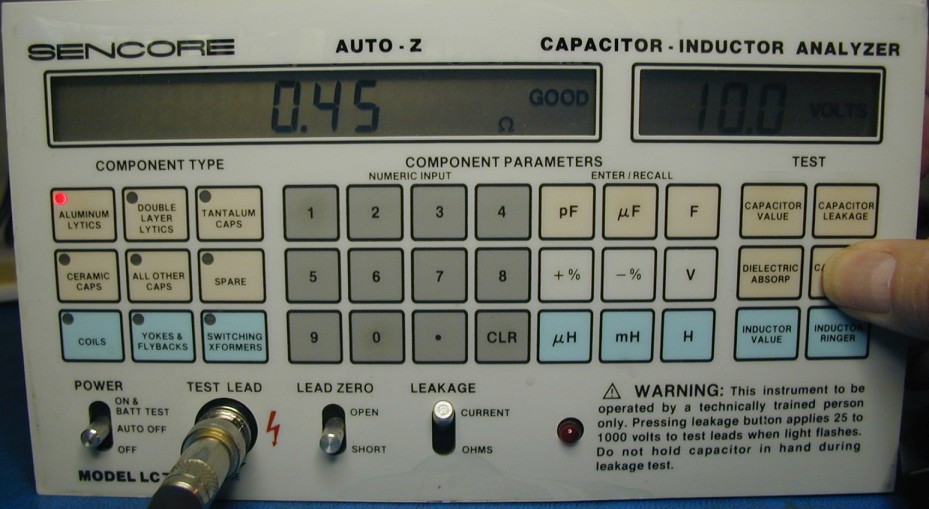 SENCORE
AUTO - Z
CAPACITOR - INDUCTOR ANALYZER
0.45
GOOD
Ω
10.0
VOLTS
COMPONENT TYPE
COMPONENT PARAMETERS
TEST
NUMERIC INPUT
ENTER / RECALL
ALUMINUM
LYTICS
DOUBLE
LAYER
LYTICS
TANTALUM
CAPS
1
2
3
4
pF
µF
F
CAPACITOR
VALUE
CAPACITOR
LEAKAGE
CERAMIC
CAPS
ALL OTHER
CAPS
SPARE
5
6
7
8
+ %
- %
V
DIELECTRIC
ABSORP
COILS
YOKES &
FLYBACKS
SWITCHING
XFORMERS
9
0
•
CLR
µH
mH
H
INDUCTOR
VALUE
INDUCTOR
RINGER
POWER
ON &
BATT TEST
AUTO OFF
OFF
TEST LEAD
LEAD ZERO
OPEN
SHORT
LEAKAGE
CURRENT
OHMS
WARNING: This instrument to be
operated by a technically trained person
only. Pressing leakage button applies 25 to
1000 volts to test leads when light flashes.
Do not hold capacitor in hand during
leakage test.
MODEL